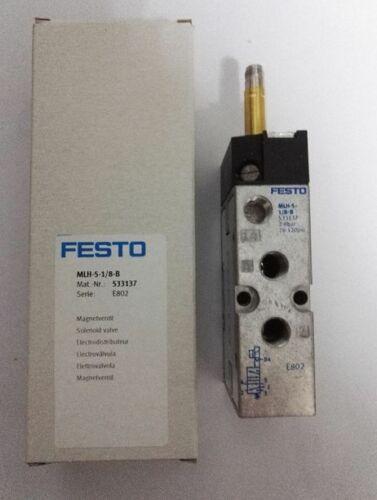 FESTO
MLH-5-1/8-B
Mat.-Nr.: 533137
Serie: E802
Magnetventil
Solenoid valve
Electrodistributeur
Electroválvula
Elettrovalvola
Magnetventil
FESTO
MLH-5-
1/8-B
533137
E802